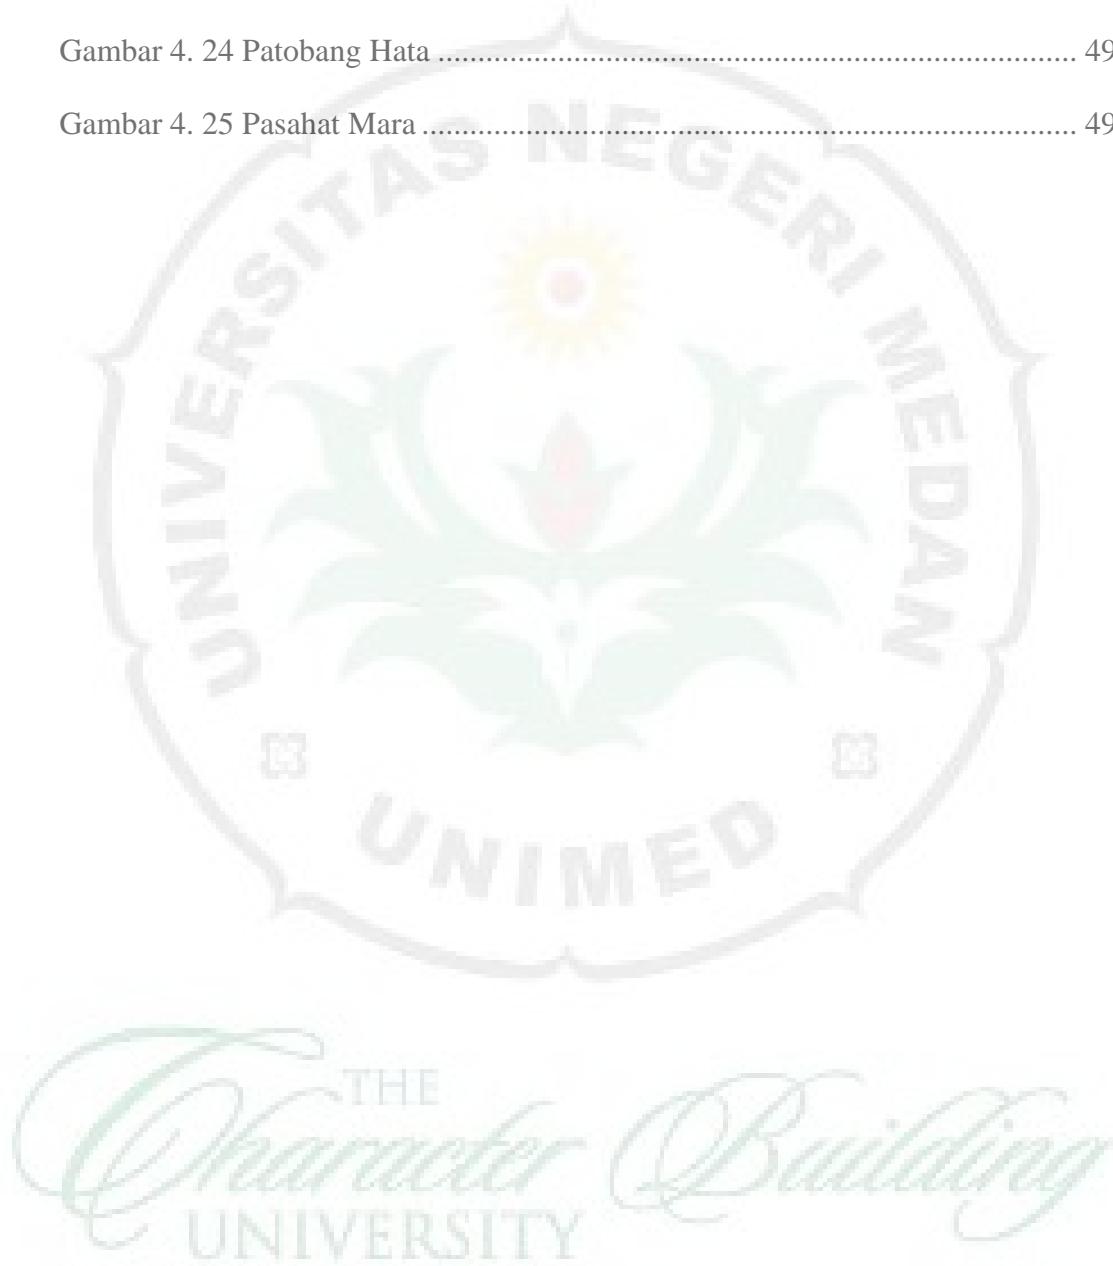 Gambar 4. 24 Patobang Hata ............................................................................... 49
Gambar 4. 25 Pasahat Mara ................................................................................. 49
UNIVERSITAS NEGERI MEDAN
UNIMED
THE
Character Building
UNIVERSITY